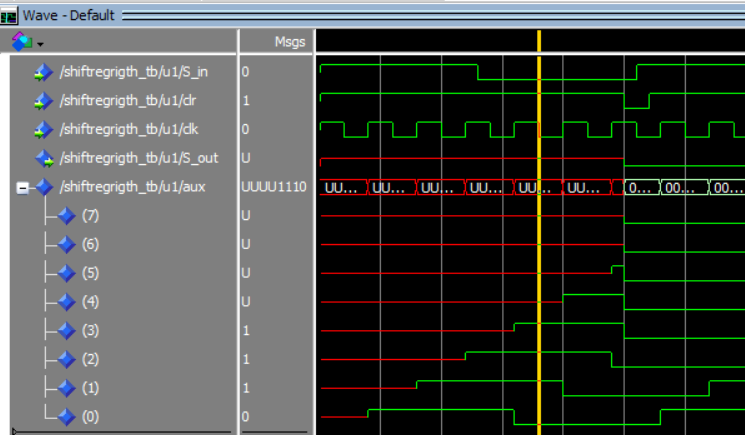 Wave - Default
Msgs
/shiftregrigth_tb/u1/S_in 0
/shiftregrigth_tb/u1/clr 1
/shiftregrigth_tb/u1/clk 0
/shiftregrigth_tb/u1/S_out U
/shiftregrigth_tb/u1/aux UUUU1110 UU... UU... UU... UU... UU... UU... 0... 00... 00...
(7) U
(6) U
(5) U
(4) U
(3) 1
(2) 1
(1) 1
(0) 0